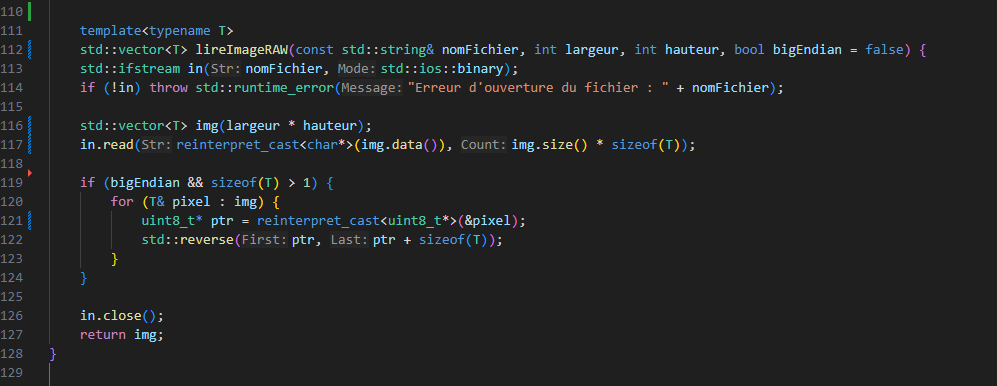 110
111 template<typename T>
112 std::vector<T> lireImageRAW(const std::string& nomFichier, int largeur, int hauteur, bool bigEndian = false) {
113 std::ifstream in(Str: nomFichier, Mode: std::ios::binary);
114 if (!in) throw std::runtime_error(Message: "Erreur d'ouverture du fichier : " + nomFichier);
115
116 std::vector<T> img(largeur * hauteur);
117 in.read(Str: reinterpret_cast<char*>(img.data()), Count: img.size() * sizeof(T));
118
119 if (bigEndian && sizeof(T) > 1) {
120 for (T& pixel : img) {
121 uint8_t* ptr = reinterpret_cast<uint8_t*>(&pixel);
122 std::reverse(First: ptr, Last: ptr + sizeof(T));
123 }
124 }
125
126 in.close();
127 return img;
128 }
129